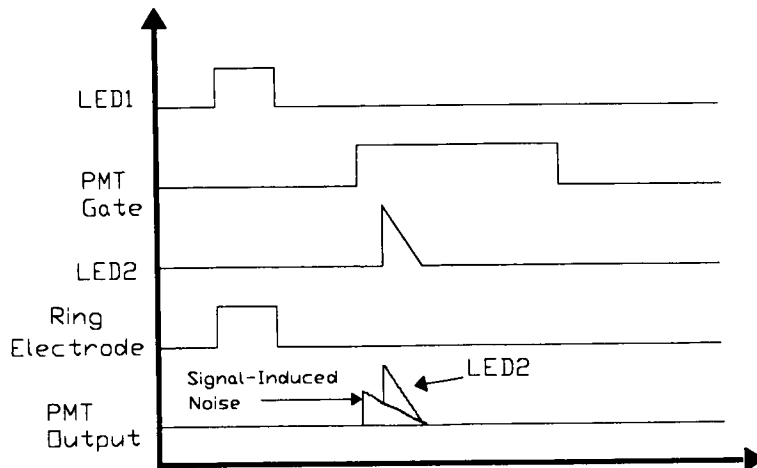 LED1
PMT
Gate
LED2
Ring
Electrode
Signal-Induced
Noise
LED2
PMT
Output